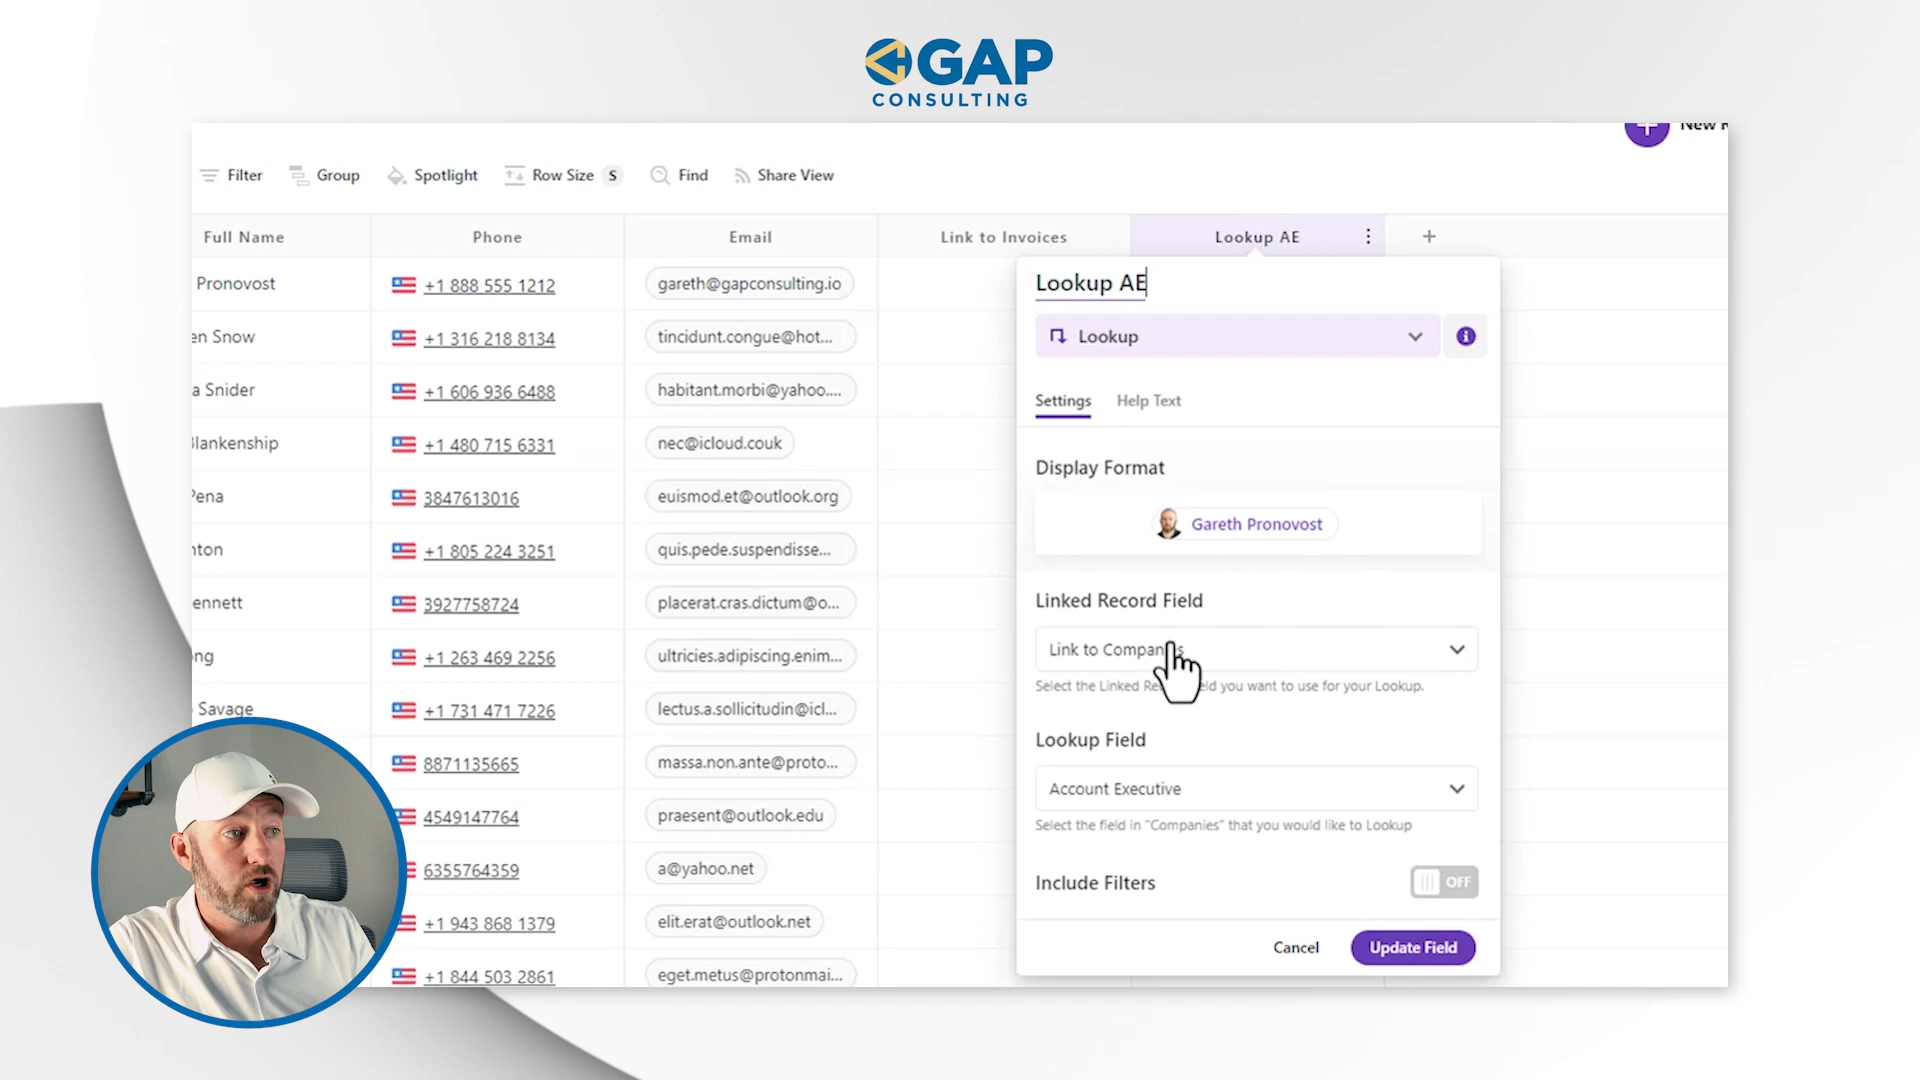 GAP
CONSULTING
Filter
Group
Spotlight
Row Size S
Find
Share View
Full Name
Phone
Email
Link to Invoices
Lookup AE
Pronovost
+1 888 555 1212
gareth@gapconsulting.io
en Snow
+1 316 218 8134
tincidunt.congue@hot...
a Snider
+1 606 936 6488
habitant.morbi@yahoo....
Blankenship
+1 480 715 6331
nec@icloud.couk
Pena
3847613016
euismod.et@outlook.org
nton
+1 805 224 3251
quis.pede.suspendisse...
ennett
3927758724
placerat.cras.dictum@o...
ng
+1 263 469 2256
ultricies.adipiscing.enim...
Savage
+1 731 471 7226
lectus.a.sollicitudin@icl...
8871135665
massa.non.ante@proto...
4549147764
praesent@outlook.edu
6355764359
a@yahoo.net
+1 943 868 1379
elit.erat@outlook.net
+1 844 503 2861
eget.metus@protonmai...
Lookup AE
Lookup
Settings
Help Text
Display Format
Gareth Pronovost
Linked Record Field
Link to Companies
Select the Linked Re eld you want to use for your Lookup.
Lookup Field
Account Executive
Select the field in "Companies" that you would like to Lookup
Include Filters
OFF
Cancel
Update Field